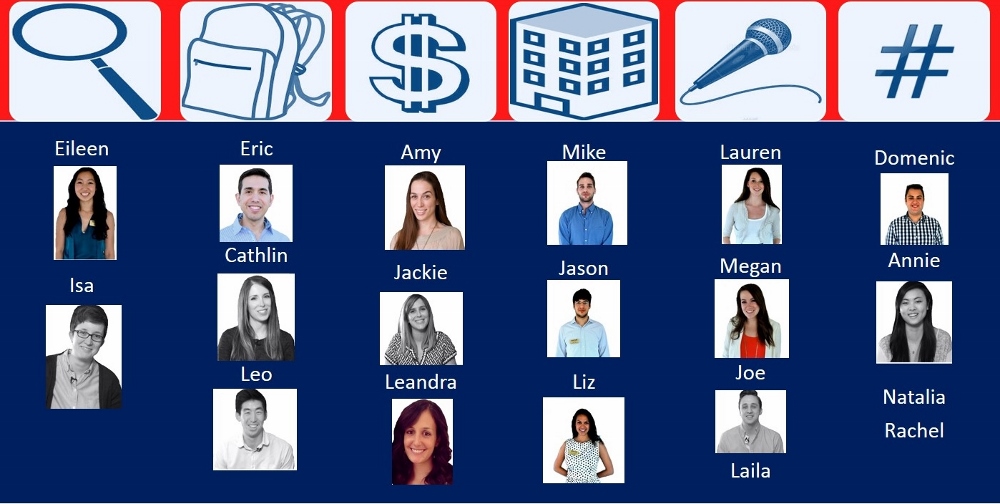 $
#
Eileen
Eric
Amy
Mike
Lauren
Domenic
Isa
Cathlin
Jackie
Jason
Megan
Annie
Leo
Leandra
Liz
Joe
Natalia
Rachel
Laila